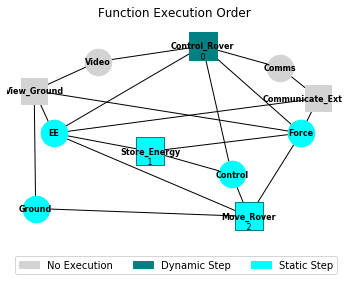 Function Execution Order
Control_Rover
0
Video
Comms
View_Ground
Communicate_Ext
EE
Force
Store_Energy
1
Control
Ground
Move_Rover
2
No Execution
Dynamic Step
Static Step